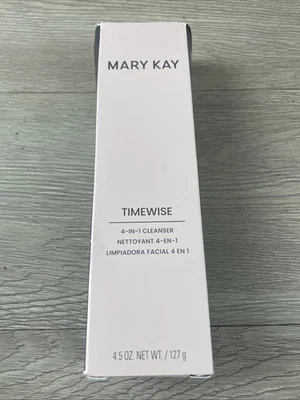 MARY KAY
TIMEWISE
4-IN-1 CLEANSER
NETTOYANT 4-EN-1
LIMPIADORA FACIAL 4 EN 1
4.5 OZ. NET WT. / 127 g